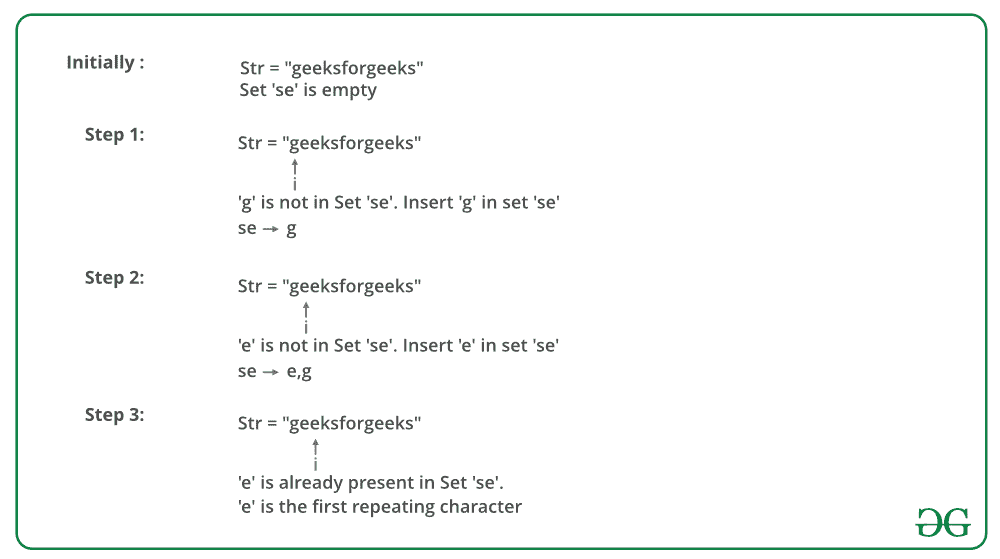 Initially :
Str = "geeksforgeeks"
Set 'se' is empty
Step 1:
Str = "geeksforgeeks"
i
'g' is not in Set 'se'. Insert 'g' in set 'se'
se → g
Step 2:
Str = "geeksforgeeks"
i
'e' is not in Set 'se'. Insert 'e' in set 'se'
se → e,g
Step 3:
Str = "geeksforgeeks"
i
'e' is already present in Set 'se'.
'e' is the first repeating character